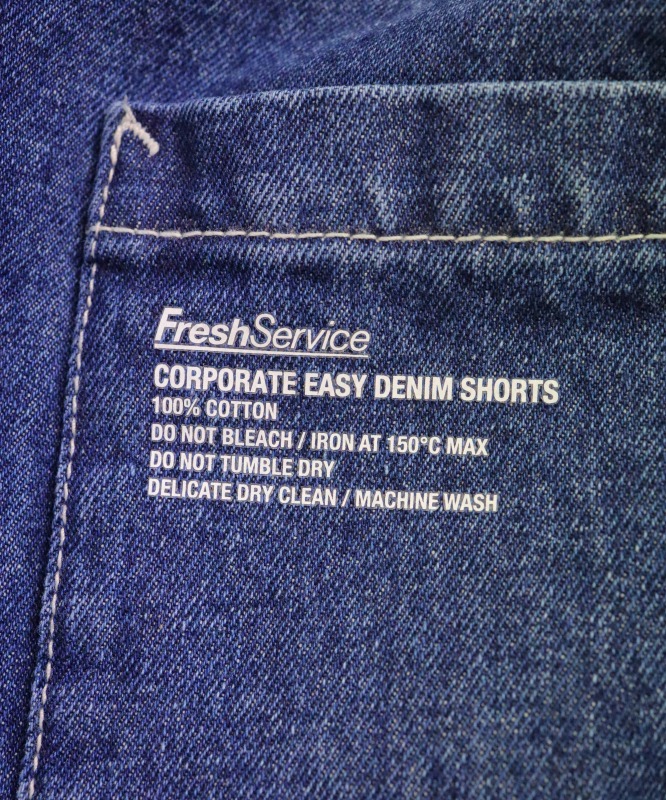 FreshService
CORPORATE EASY DENIM SHORTS
100% COTTON
DO NOT BLEACH / IRON AT 150°C MAX
DO NOT TUMBLE DRY
DELICATE DRY CLEAN / MACHINE WASH